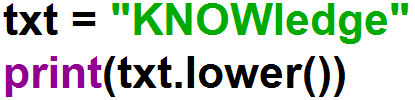 txt = "KNOWledge"
print(txt.lower())